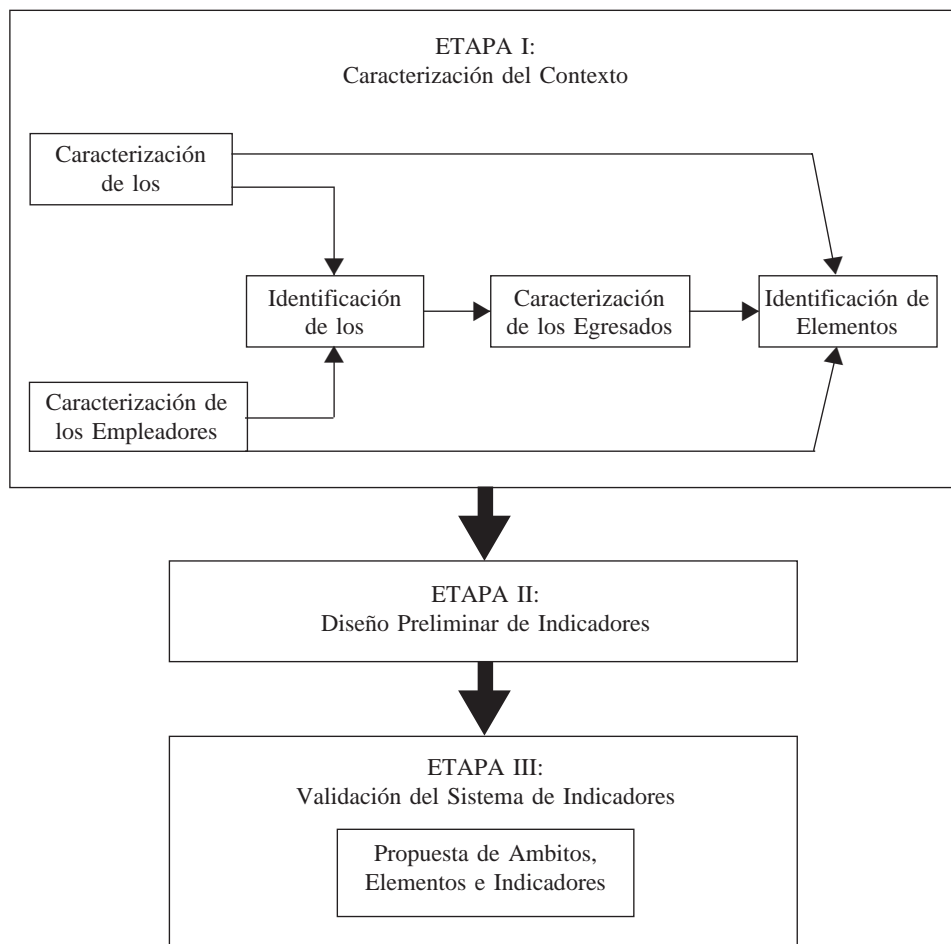 ETAPA I:
Caracterización del Contexto
Caracterización
de los
Identificación
de los
Caracterización
de los Egresados
Identificación de
Elementos
Caracterización de
los Empleadores
ETAPA II:
Diseño Preliminar de Indicadores
ETAPA III:
Validación del Sistema de Indicadores
Propuesta de Ambitos,
Elementos e Indicadores